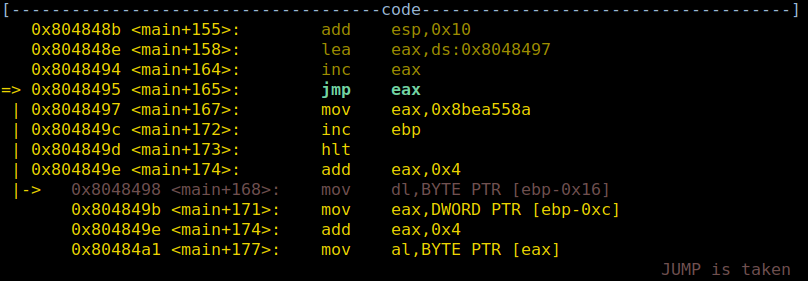 [-------------------------------------code-------------------------------------]
   0x804848b <main+155>:	add    esp,0x10
   0x804848e <main+158>:	lea    eax,ds:0x8048497
   0x8048494 <main+164>:	inc    eax
=> 0x8048495 <main+165>:	jmp    eax
 | 0x8048497 <main+167>:	mov    eax,0x8bea558a
 | 0x804849c <main+172>:	inc    ebp
 | 0x804849d <main+173>:	hlt
 | 0x804849e <main+174>:	add    eax,0x4
 |->   0x8048498 <main+168>:	mov    dl,BYTE PTR [ebp-0x16]
       0x804849b <main+171>:	mov    eax,DWORD PTR [ebp-0xc]
       0x804849e <main+174>:	add    eax,0x4
       0x80484a1 <main+177>:	mov    al,BYTE PTR [eax]
                                                                  JUMP is taken